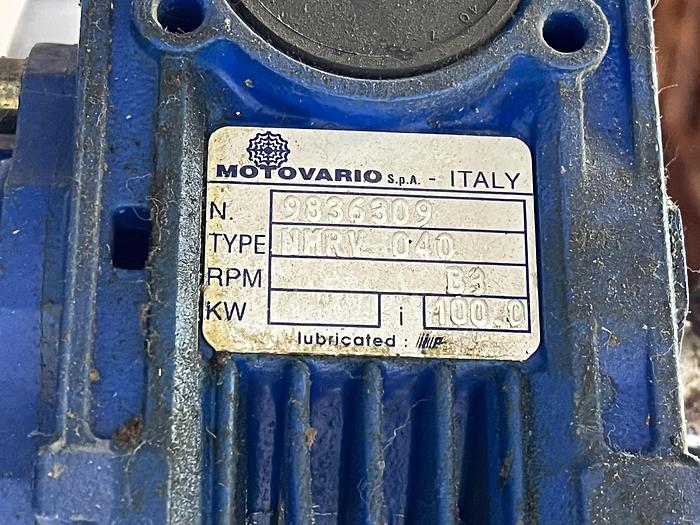 MOTOVARIO S.p.A. - ITALY
N. 9836309
TYPE NMRV 040
RPM B3
KW i 100.0
lubricated :